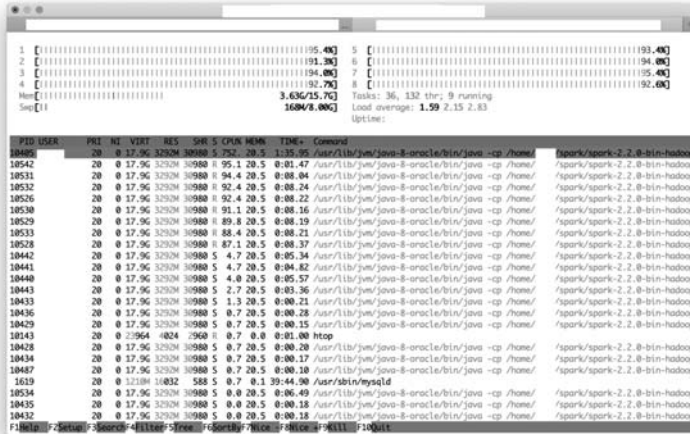 1 [||||||||||||||||||||||||||||||||||||||||95.4%] 5 [||||||||||||||||||||||||||||||||||||||||93.4%]
2 [||||||||||||||||||||||||||||||||||||||||91.3%] 6 [||||||||||||||||||||||||||||||||||||||||94.0%]
3 [||||||||||||||||||||||||||||||||||||||||94.0%] 7 [||||||||||||||||||||||||||||||||||||||||95.4%]
4 [||||||||||||||||||||||||||||||||||||||||92.7%] 8 [||||||||||||||||||||||||||||||||||||||||92.6%]
Mem[|||||||||||||||||||| 3.63G/15.7G] Tasks: 36, 132 thr; 9 running
Swp[|| 168M/8.00G] Load average: 1.59 2.15 2.83
Uptime:
PID USER PRI NI VIRT RES SHR S CPU% MEM% TIME+ Command
10405 20 0 17.9G 3292M 30980 S 752. 20.5 1:35.95 /usr/lib/jvm/java-8-oracle/bin/java -cp /home/ /spark/spark-2.2.0-bin-hadoo
10542 20 0 17.9G 3292M 30980 R 95.1 20.5 0:01.47 /usr/lib/jvm/java-8-oracle/bin/java -cp /home/ /spark/spark-2.2.0-bin-hadoo
10531 20 0 17.9G 3292M 30980 R 94.4 20.5 0:08.04 /usr/lib/jvm/java-8-oracle/bin/java -cp /home/ /spark/spark-2.2.0-bin-hadoo
10532 20 0 17.9G 3292M 30980 R 92.4 20.5 0:08.24 /usr/lib/jvm/java-8-oracle/bin/java -cp /home/ /spark/spark-2.2.0-bin-hadoo
10526 20 0 17.9G 3292M 30980 R 92.4 20.5 0:08.22 /usr/lib/jvm/java-8-oracle/bin/java -cp /home/ /spark/spark-2.2.0-bin-hadoo
10530 20 0 17.9G 3292M 30980 R 91.1 20.5 0:08.16 /usr/lib/jvm/java-8-oracle/bin/java -cp /home/ /spark/spark-2.2.0-bin-hadoo
10529 20 0 17.9G 3292M 30980 R 89.8 20.5 0:08.19 /usr/lib/jvm/java-8-oracle/bin/java -cp /home/ /spark/spark-2.2.0-bin-hadoo
10533 20 0 17.9G 3292M 30980 R 88.4 20.5 0:08.21 /usr/lib/jvm/java-8-oracle/bin/java -cp /home/ /spark/spark-2.2.0-bin-hadoo
10528 20 0 17.9G 3292M 30980 R 87.1 20.5 0:08.37 /usr/lib/jvm/java-8-oracle/bin/java -cp /home/ /spark/spark-2.2.0-bin-hadoo
10442 20 0 17.9G 3292M 30980 S 4.7 20.5 0:05.34 /usr/lib/jvm/java-8-oracle/bin/java -cp /home/ /spark/spark-2.2.0-bin-hadoo
10441 20 0 17.9G 3292M 30980 S 4.7 20.5 0:04.82 /usr/lib/jvm/java-8-oracle/bin/java -cp /home/ /spark/spark-2.2.0-bin-hadoo
10440 20 0 17.9G 3292M 30980 S 4.0 20.5 0:05.57 /usr/lib/jvm/java-8-oracle/bin/java -cp /home/ /spark/spark-2.2.0-bin-hadoo
10443 20 0 17.9G 3292M 30980 S 2.7 20.5 0:03.36 /usr/lib/jvm/java-8-oracle/bin/java -cp /home/ /spark/spark-2.2.0-bin-hadoo
10433 20 0 17.9G 3292M 30980 S 1.3 20.5 0:00.21 /usr/lib/jvm/java-8-oracle/bin/java -cp /home/ /spark/spark-2.2.0-bin-hadoo
10436 20 0 17.9G 3292M 30980 S 0.7 20.5 0:00.28 /usr/lib/jvm/java-8-oracle/bin/java -cp /home/ /spark/spark-2.2.0-bin-hadoo
10429 20 0 17.9G 3292M 30980 S 0.7 20.5 0:00.15 /usr/lib/jvm/java-8-oracle/bin/java -cp /home/ /spark/spark-2.2.0-bin-hadoo
10143 20 0 23964 4024 2960 R 0.7 0.0 0:01.00 htop
10428 20 0 17.9G 3292M 30980 S 0.7 20.5 0:00.20 /usr/lib/jvm/java-8-oracle/bin/java -cp /home/ /spark/spark-2.2.0-bin-hadoo
10434 20 0 17.9G 3292M 30980 S 0.7 20.5 0:00.17 /usr/lib/jvm/java-8-oracle/bin/java -cp /home/ /spark/spark-2.2.0-bin-hadoo
10487 20 0 17.9G 3292M 30980 S 0.7 20.5 0:00.10 /usr/lib/jvm/java-8-oracle/bin/java -cp /home/ /spark/spark-2.2.0-bin-hadoo
1619 20 0 1210M 16032 588 S 0.7 0.1 39:44.90 /usr/sbin/mysqld
10534 20 0 17.9G 3292M 30980 S 0.0 20.5 0:06.49 /usr/lib/jvm/java-8-oracle/bin/java -cp /home/ /spark/spark-2.2.0-bin-hadoo
10435 20 0 17.9G 3292M 30980 S 0.0 20.5 0:00.18 /usr/lib/jvm/java-8-oracle/bin/java -cp /home/ /spark/spark-2.2.0-bin-hadoo
10432 20 0 17.9G 3292M 30980 S 0.0 20.5 0:00.18 /usr/lib/jvm/java-8-oracle/bin/java -cp /home/ /spark/spark-2.2.0-bin-hadoo
F1Help F2Setup F3SearchF4FilterF5Tree F6SortByF7Nice -F8Nice +F9Kill F10Quit